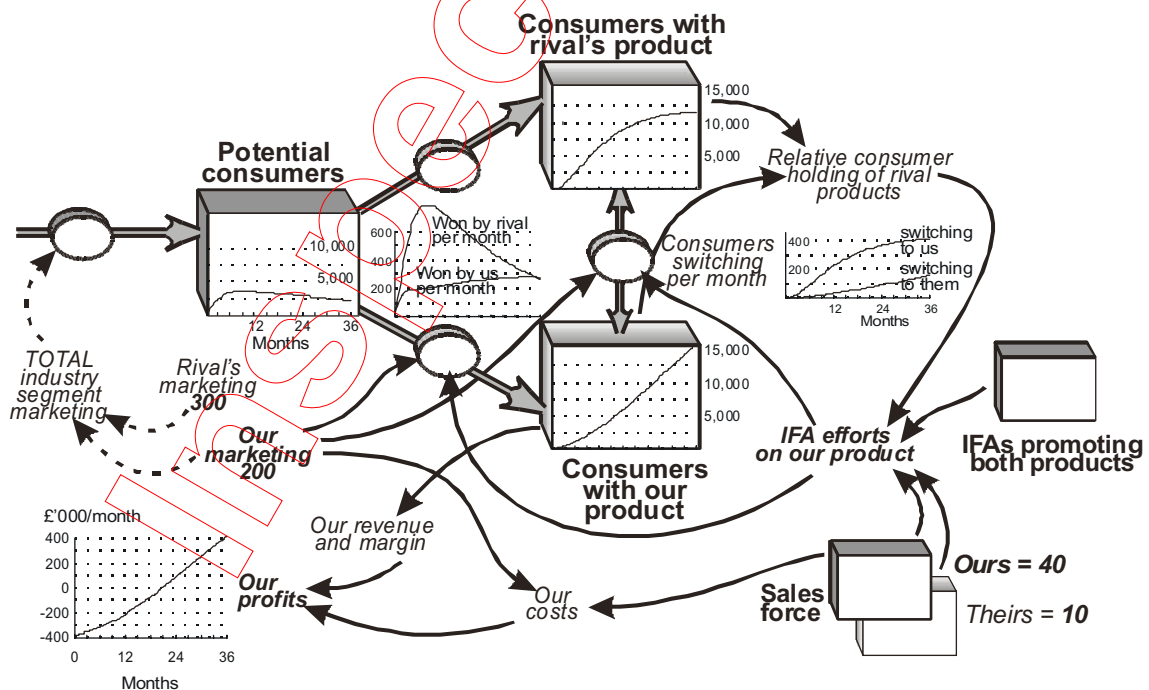 Consumers with
rival's product
15,000
10,000
5,000
Potential
consumers
10,000
5,000
12 24 36
Months
600
400
200
Won by rival
per month
Won by us
per month
Relative consumer
holding of rival
products
Consumers
switching
per month
400
200
switching
to us
switching
to them
12 24 36
Months
TOTAL
industry
segment
marketing
Rival's
marketing
300
Our
marketing
200
15,000
10,000
5,000
Consumers
with our
product
IFA efforts
on our product
IFAs promoting
both products
£'000/month
400
200
0
-200
-400
0 12 24 36
Months
Our
profits
Our revenue
and margin
Our
costs
Sales
force
Ours = 40
Theirs = 10